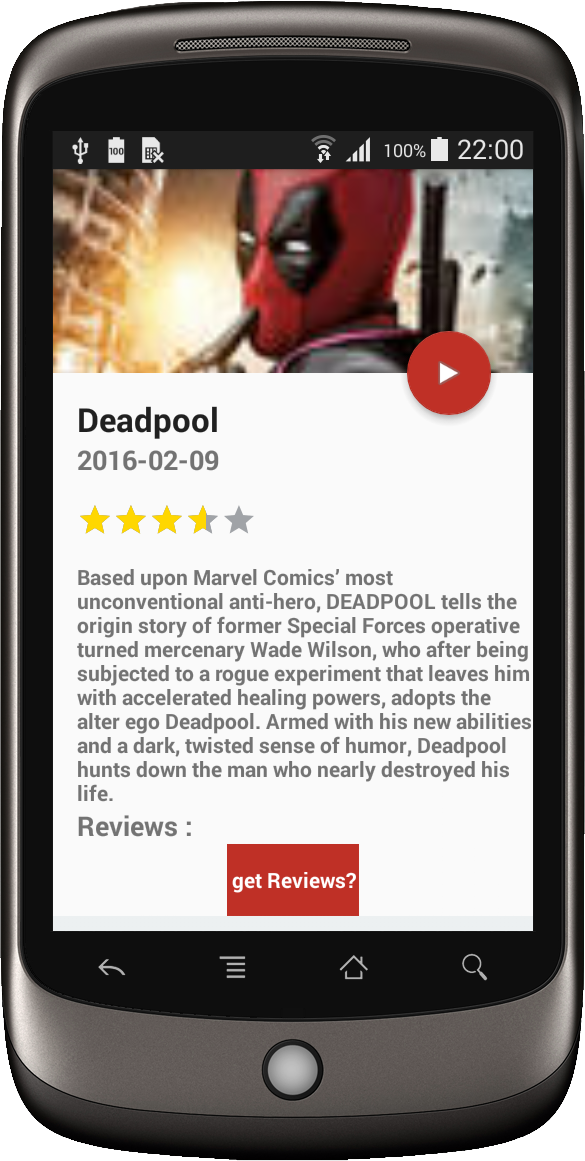 100 100% 22:00
Deadpool
2016-02-09
Based upon Marvel Comics’ most
unconventional anti-hero, DEADPOOL tells the
origin story of former Special Forces operative
turned mercenary Wade Wilson, who after being
subjected to a rogue experiment that leaves him
with accelerated healing powers, adopts the
alter ego Deadpool. Armed with his new abilities
and a dark, twisted sense of humor, Deadpool
hunts down the man who nearly destroyed his
life.
Reviews :
get Reviews?